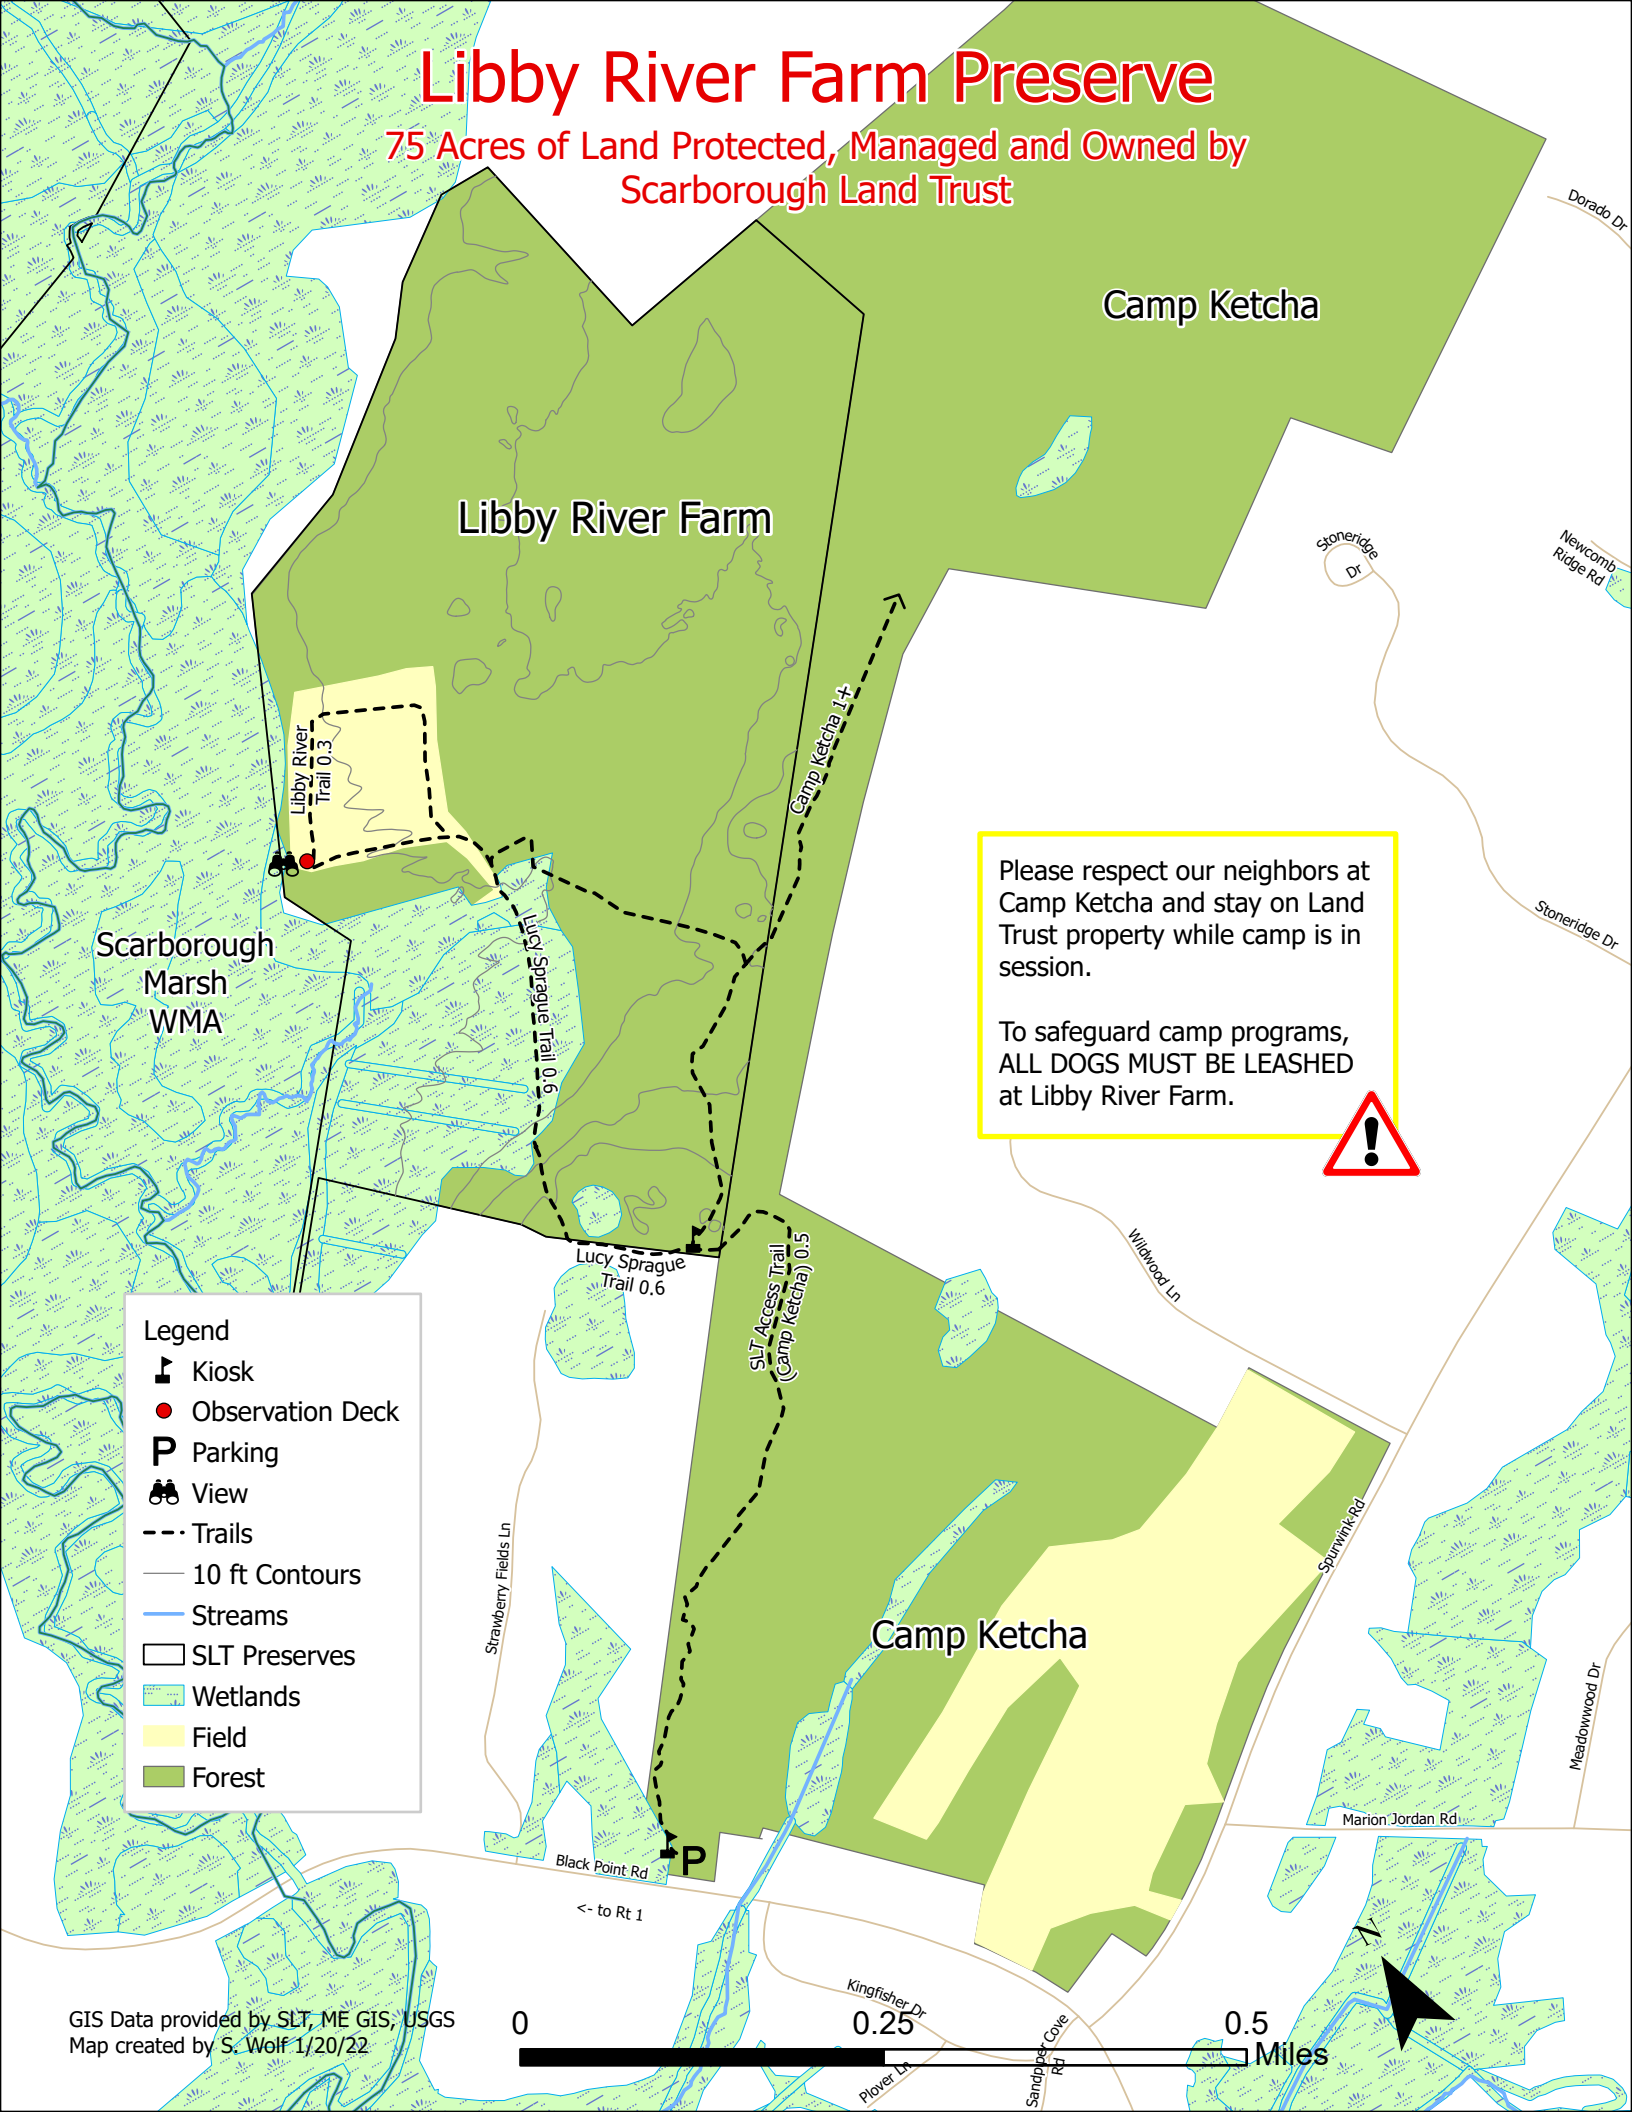 Libby River Farm Preserve
75 Acres of Land Protected, Managed and Owned by
Scarborough Land Trust
Dorado Dr
Camp Ketcha
Libby River Farm
Stoneridge
Dr
Newcomb
Ridge Rd
Camp Ketcha 1+
Libby River
Trail 0.3
Please respect our neighbors at
Camp Ketcha and stay on Land
Trust property while camp is in
session.
To safeguard camp programs,
ALL DOGS MUST BE LEASHED
at Libby River Farm.
!
Stoneridge Dr
Scarborough
Marsh
WMA
Lucy Sprague Trail 0.6
Lucy Sprague
Trail 0.6
SLT Access Trail
(Camp Ketcha) 0.5
Wildwood Ln
Legend
Kiosk
Observation Deck
P Parking
View
Trails
10 ft Contours
Streams
SLT Preserves
Wetlands
Field
Forest
Strawberry Fields Ln
Spurwink Rd
Camp Ketcha
Meadowwood Dr
Marion Jordan Rd
Black Point Rd
P
<- to Rt 1
N
Kingfisher Dr
Sandpiper Cove
Rd
Plover Ln
GIS Data provided by SLT, ME GIS, USGS
Map created by S. Wolf 1/20/22
0 0.25 0.5
Miles